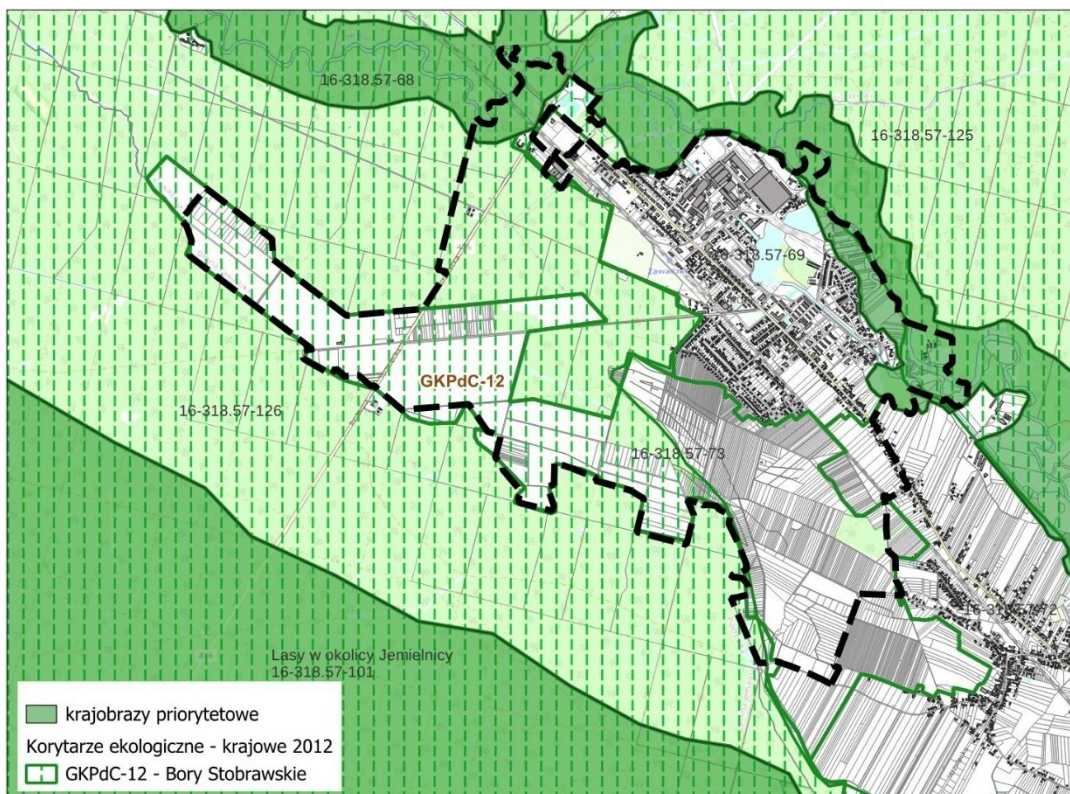 16-318.57-68
16-318.57-125
16-318.57-69
Zawadzkie
GKPdC-12
16-318.57-126
16-318.57-73
Lasy w okolicy Jemielnicy
16-318.57-101
krajobrazy priorytetowe
Korytarze ekologiczne - krajowe 2012
GKPdC-12 - Bory Stobrawskie